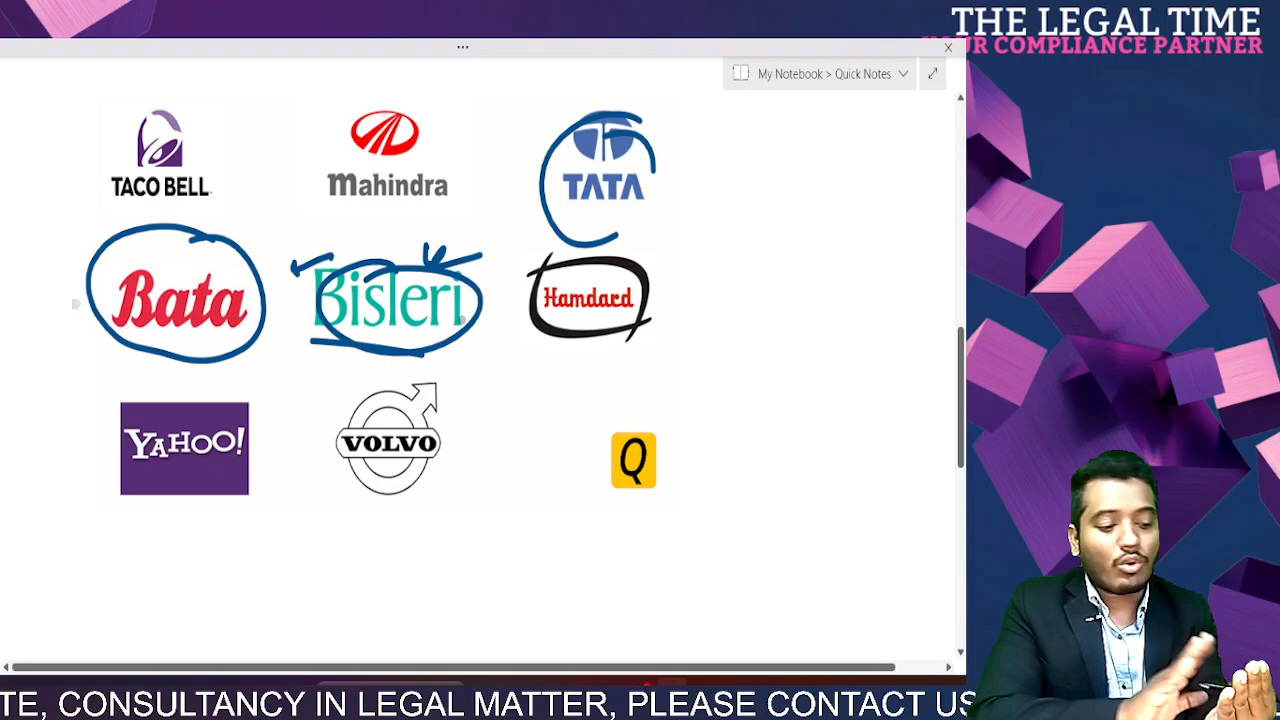 THE LEGAL TIME
YOUR COMPLIANCE PARTNER
My Notebook > Quick Notes
TACO BELL
mahindra
TATA
Bata
Bisleri
Hamdard
YAHOO!
VOLVO
Q
TE, CONSULTANCY IN LEGAL MATTER, PLEASE CONTACT US